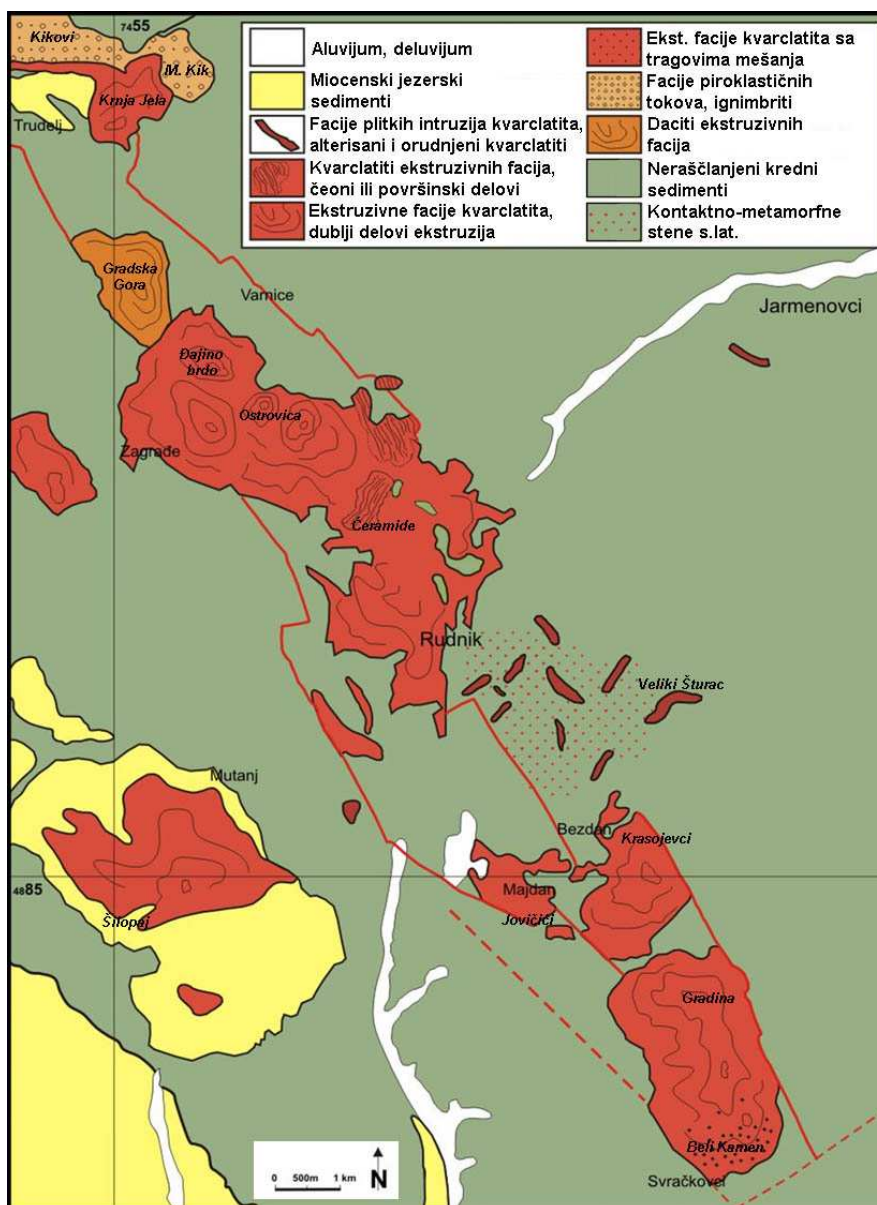 7455
Kikovi
M. Kik
Krnja Jela
Trudelj
Aluvijum, deluvijum
Miocenski jezerski
sedimenti
Facije plitkih intruzija kvarclatita,
alterisani i orudnjeni kvarclatiti
Kvarclatiti ekstruzivnih facija,
čeoni ili površinski delovi
Ekstruzivne facije kvarclatita,
dublji delovi ekstruzija
Ekst. facije kvarclatita sa
tragovima mešanja
Facije piroklastičnih
tokova, ignimbriti
Daciti ekstruzivnih
facija
Neraščlanjeni kredni
sedimenti
Kontaktno-metamorfne
stene s.lat.
Gradska
Gora
Varnice
Jarmenovci
Đajino
brdo
Ostrovica
Zagrađe
Ćeramide
Rudnik
Veliki Šturac
Mutanj
Bezdan
Krasojevci
4885
Majdan
Šilopaj
Jovičići
Gradina
Beli Kamen
Svračkovci
0 500m 1 km
N